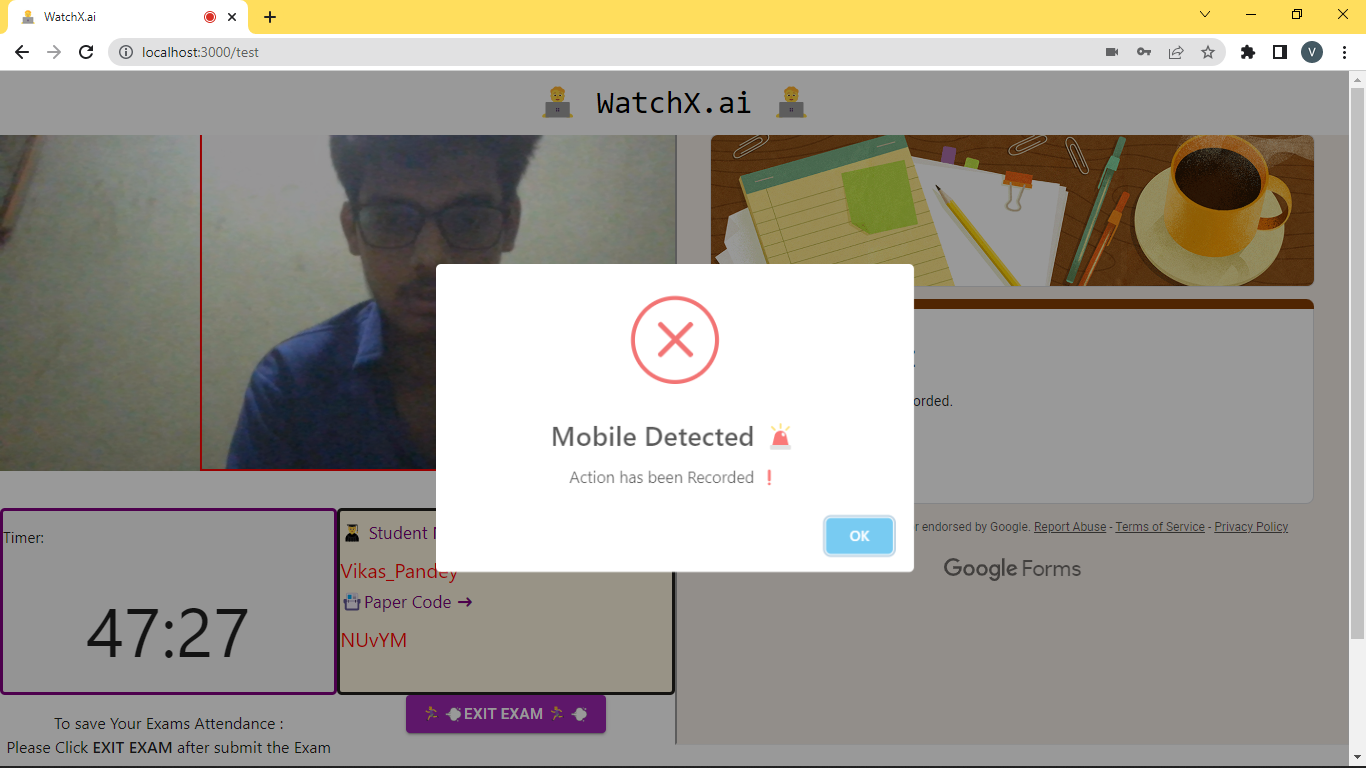 WatchX.ai
localhost:3000/test
V
WatchX.ai
Mobile Detected
Action has been Recorded ❗
OK
orded.
Timer:
47:27
Student
Vikas_Pandey
Paper Code →
NUvYM
endorsed by Google. Report Abuse - Terms of Service - Privacy Policy
Google Forms
EXIT EXAM
To save Your Exams Attendance :
Please Click EXIT EXAM after submit the Exam